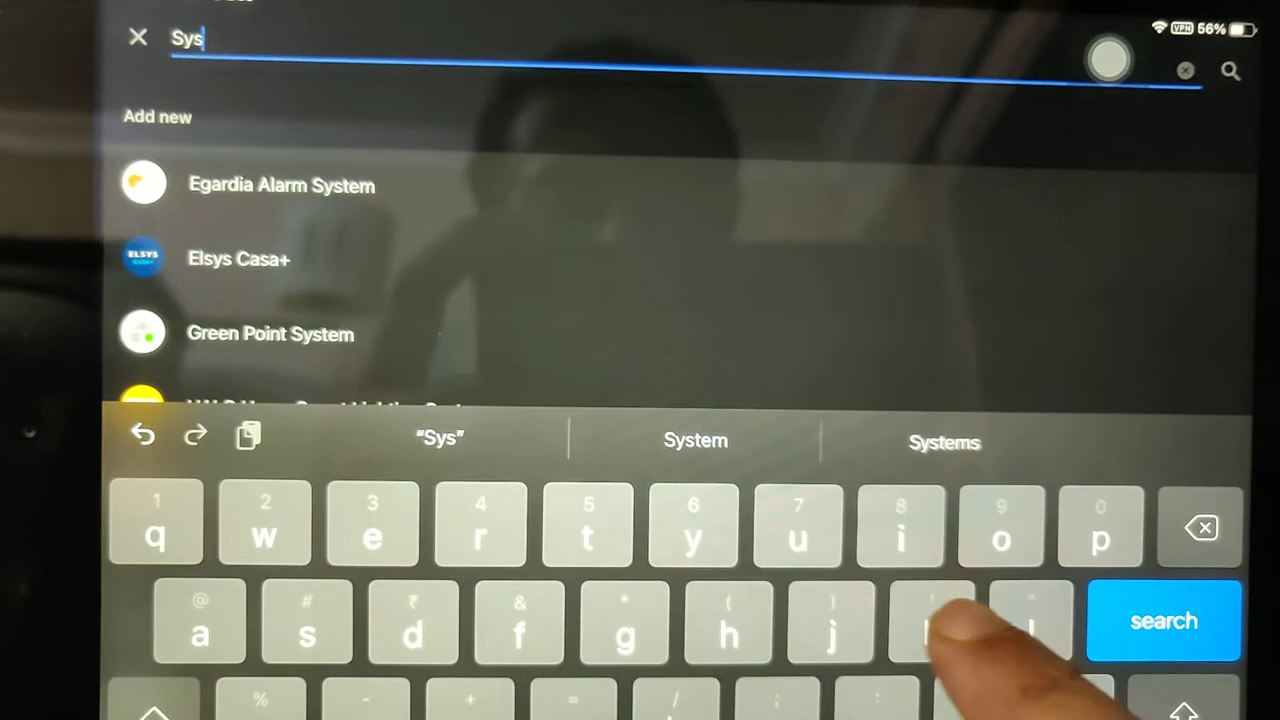 Sys
VPN 56%
Add new
Egardia Alarm System
ELSYS
Elsys Casa+
Green Point System
"Sys" System Systems
1 2 3 4 5 6 7 8 9 0
q w e r t y u i o p
@ # ₹ & * ( ) ' "
a s d f g h j l
search
% - + = / ; :